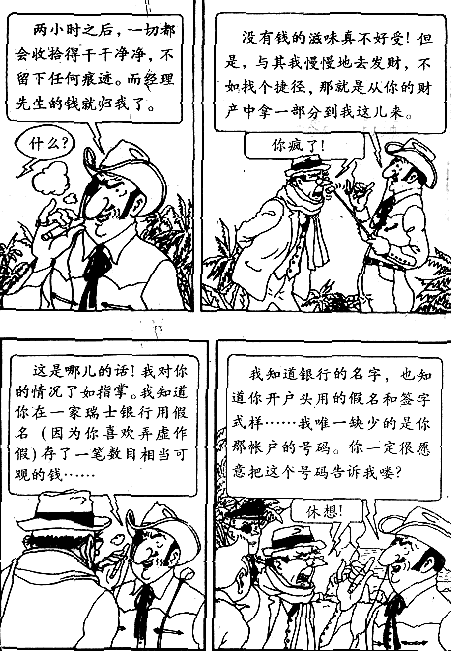 两小时之后，一切都
会收拾得干干净净，不
留下任何痕迹。而经理
先生的钱就归我了。
什么？
没有钱的滋味真不好受！但
是，与其我慢慢地去发财，不
如找个捷径，那就是从你的财
产中拿一部分到我这儿来。
你疯了！
这是哪儿的话！我对你
的情况了如指掌。我知道
你在一家瑞士银行用假
名（因为你喜欢弄虚作
假）存了一笔数目相当可
观的钱……
我知道银行的名字，也知
道你开户头用的假名和签字
式样……我唯一缺少的是你
那帐户的号码。你一定很愿
意把这个号码告诉我喽？
休想！